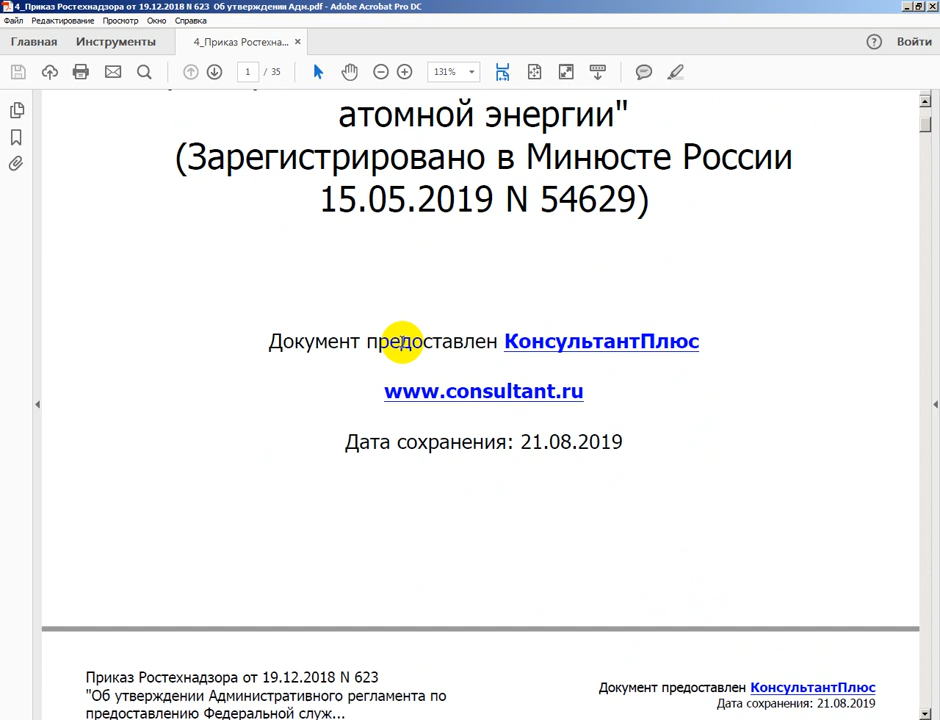 4_Приказ Ростехнадзора от 19.12.2018 N 623 Об утверждении Адм.pdf - Adobe Acrobat Pro DC
Файл Редактирование Просмотр Окно Справка
Главная Инструменты 4_Приказ Ростехна... × ? Войти
1 / 35 131%
атомной энергии"
(Зарегистрировано в Минюсте России
15.05.2019 N 54629)
Документ предоставлен КонсультантПлюс
www.consultant.ru
Дата сохранения: 21.08.2019
Приказ Ростехнадзора от 19.12.2018 N 623
"Об утверждении Административного регламента по
предоставлению Федеральной служ...
Документ предоставлен КонсультантПлюс
Дата сохранения: 21.08.2019